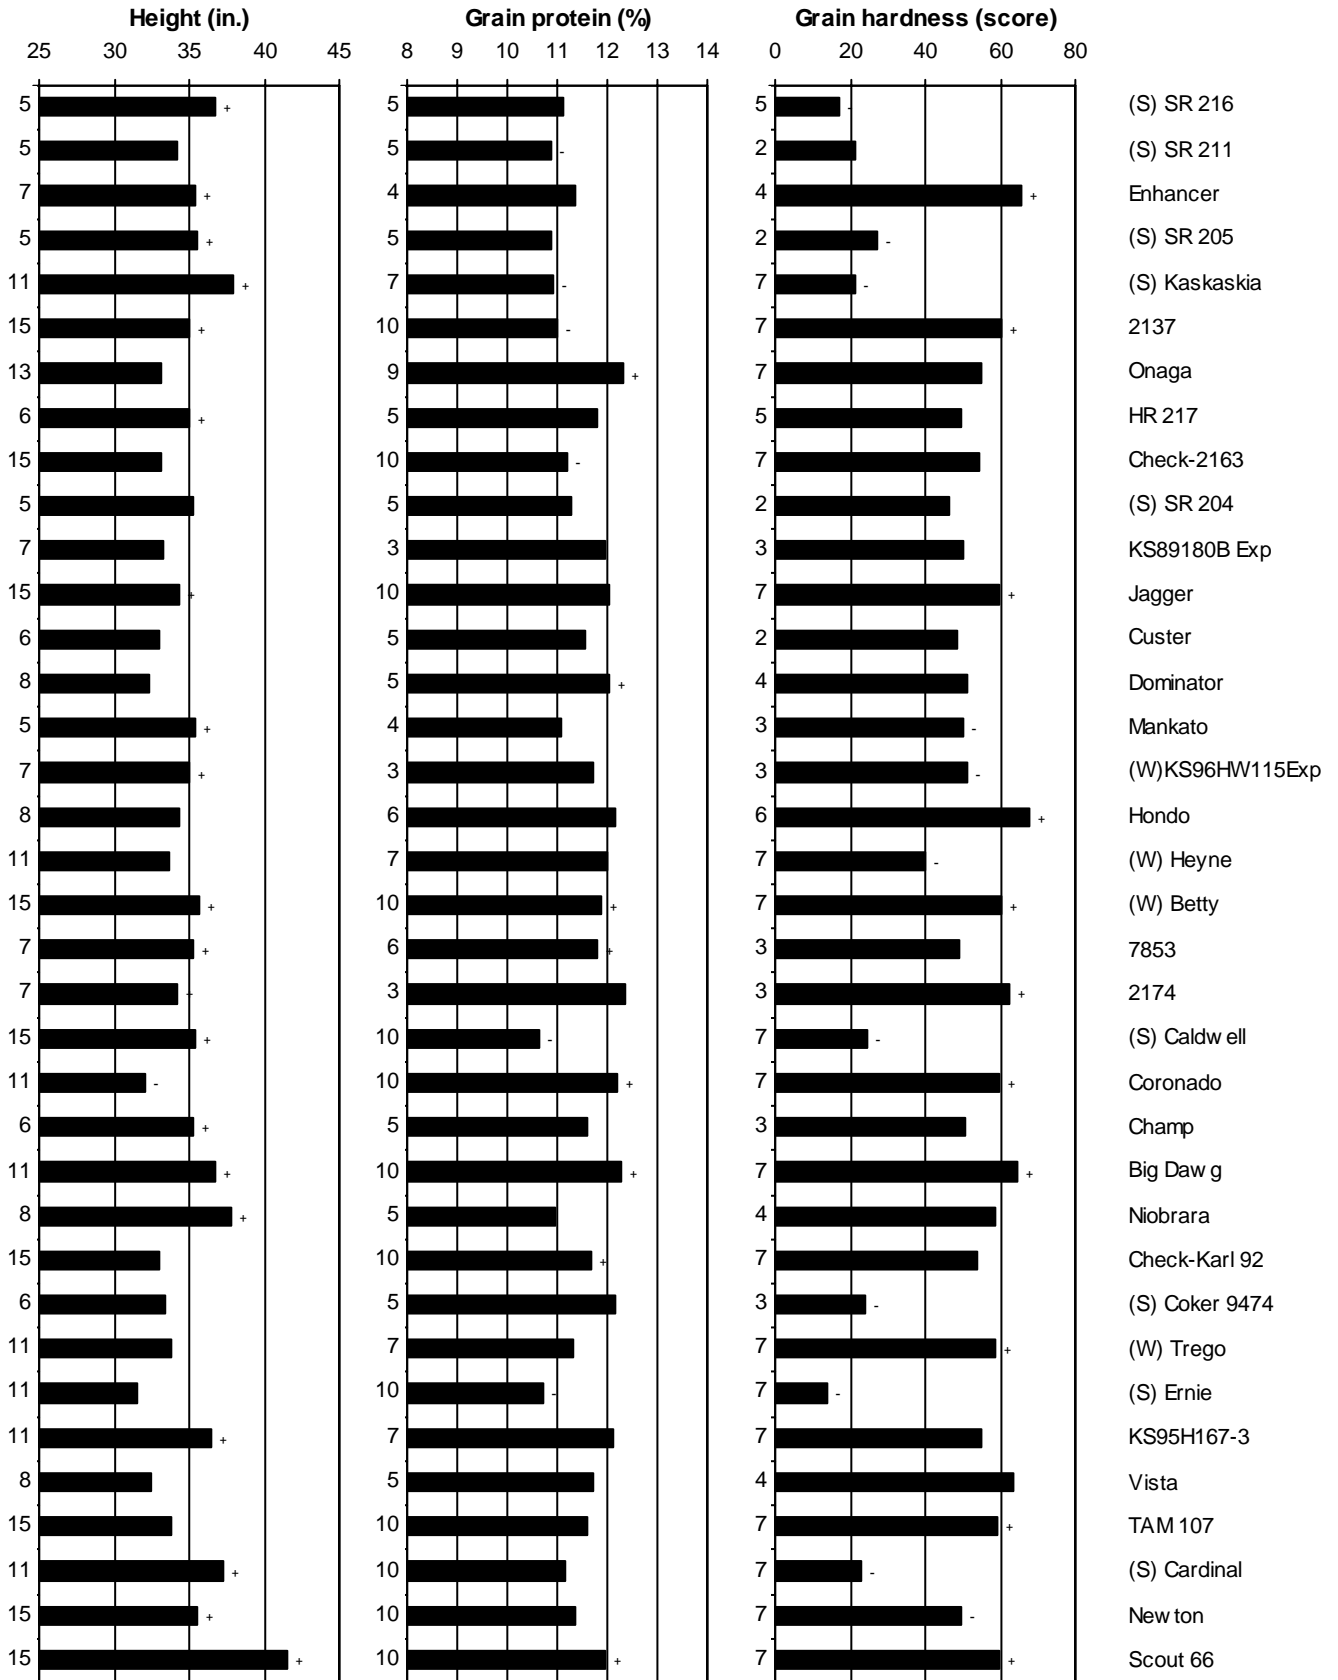 Height (in.) Grain protein (%) Grain hardness (score)
25 30 35 40 45 8 9 10 11 12 13 14 0 20 40 60 80
5 + 5 5 - (S) SR 216
5 5 - 2 (S) SR 211
7 + 4 4 + Enhancer
5 + 5 2 - (S) SR 205
11 + 7 - 7 - (S) Kaskaskia
15 + 10 - 7 + 2137
13 9 + 7 Onaga
6 + 5 5 HR 217
15 10 - 7 Check-2163
5 5 2 (S) SR 204
7 3 3 KS89180B Exp
15 + 10 7 + Jagger
6 5 2 Custer
8 5 + 4 Dominator
5 + 4 3 - Mankato
7 + 3 3 - (W)KS96HW115Exp
8 6 6 + Hondo
11 7 7 - (W) Heyne
15 + 10 + 7 + (W) Betty
7 + 6 + 3 7853
7 + 3 3 + 2174
15 + 10 - 7 - (S) Caldwell
11 - 10 + 7 + Coronado
6 + 5 3 Champ
11 + 10 + 7 + Big Dawg
8 + 5 4 Niobrara
15 10 + 7 Check-Karl 92
6 5 3 - (S) Coker 9474
11 7 7 + (W) Trego
11 10 - 7 - (S) Ernie
11 + 7 7 KS95H167-3
8 5 4 Vista
15 10 7 + TAM 107
11 + 10 7 - (S) Cardinal
15 + 10 7 - Newton
15 + 10 + 7 + Scout 66